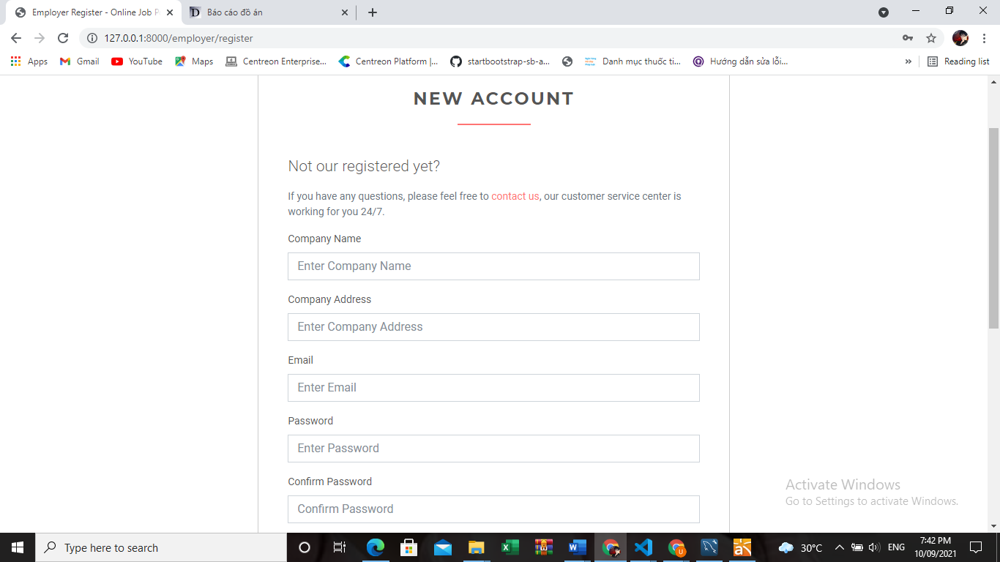 Employer Register - Online Job P
Báo cáo đồ án
127.0.0.1:8000/employer/register
Apps
Gmail
YouTube
Maps
Centreon Enterprise...
Centreon Platform |...
startbootstrap-sb-a...
Danh mục thuốc ti...
Hướng dẫn sửa lỗi...
»
Reading list
NEW ACCOUNT
Not our registered yet?
If you have any questions, please feel free to contact us, our customer service center is
working for you 24/7.
Company Name
Enter Company Name
Company Address
Enter Company Address
Email
Enter Email
Password
Enter Password
Confirm Password
Confirm Password
Activate Windows
Go to Settings to activate Windows.
Type here to search
30°C
ENG
7:42 PM
10/09/2021